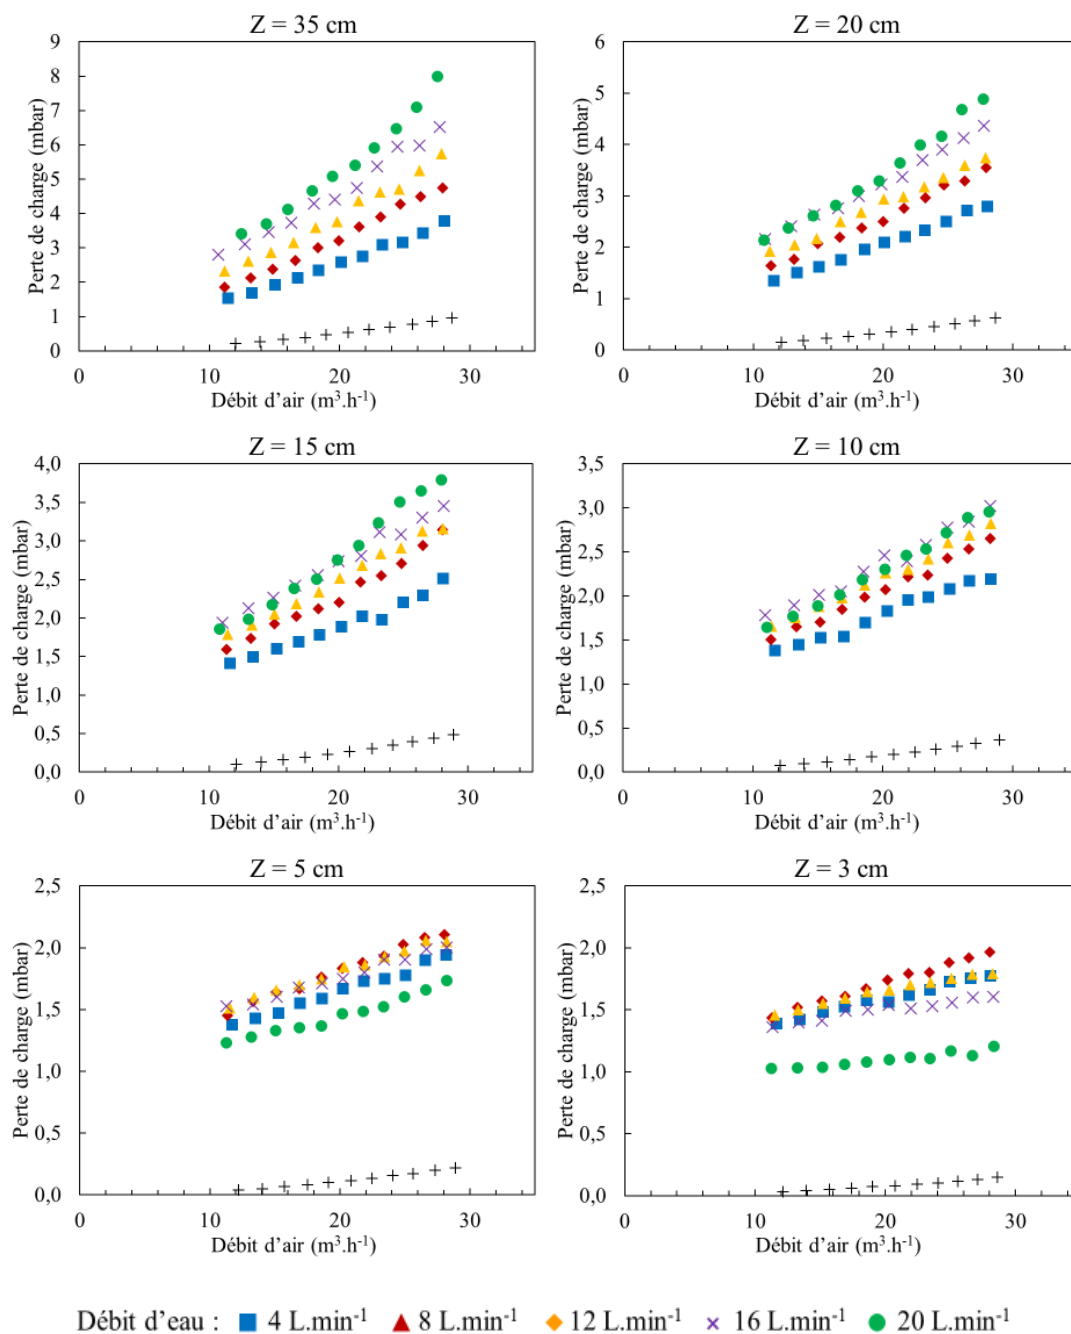 Z = 35 cm
Perte de charge (mbar)
9
8
7
6
5
4
3
2
1
0
0 10 20 30
Débit d’air (m³.h⁻¹)
Z = 20 cm
Perte de charge (mbar)
6
5
4
3
2
1
0
0 10 20 30
Débit d’air (m³.h⁻¹)
Z = 15 cm
Perte de charge (mbar)
4,0
3,5
3,0
2,5
2,0
1,5
1,0
0,5
0,0
0 10 20 30
Débit d’air (m³.h⁻¹)
Z = 10 cm
Perte de charge (mbar)
3,5
3,0
2,5
2,0
1,5
1,0
0,5
0,0
0 10 20 30
Débit d’air (m³.h⁻¹)
Z = 5 cm
Perte de charge (mbar)
2,5
2,0
1,5
1,0
0,5
0,0
0 10 20 30
Débit d’air (m³.h⁻¹)
Z = 3 cm
Perte de charge (mbar)
2,5
2,0
1,5
1,0
0,5
0,0
0 10 20 30
Débit d’air (m³.h⁻¹)
Débit d’eau : 4 L.min⁻¹ 8 L.min⁻¹ 12 L.min⁻¹ 16 L.min⁻¹ 20 L.min⁻¹